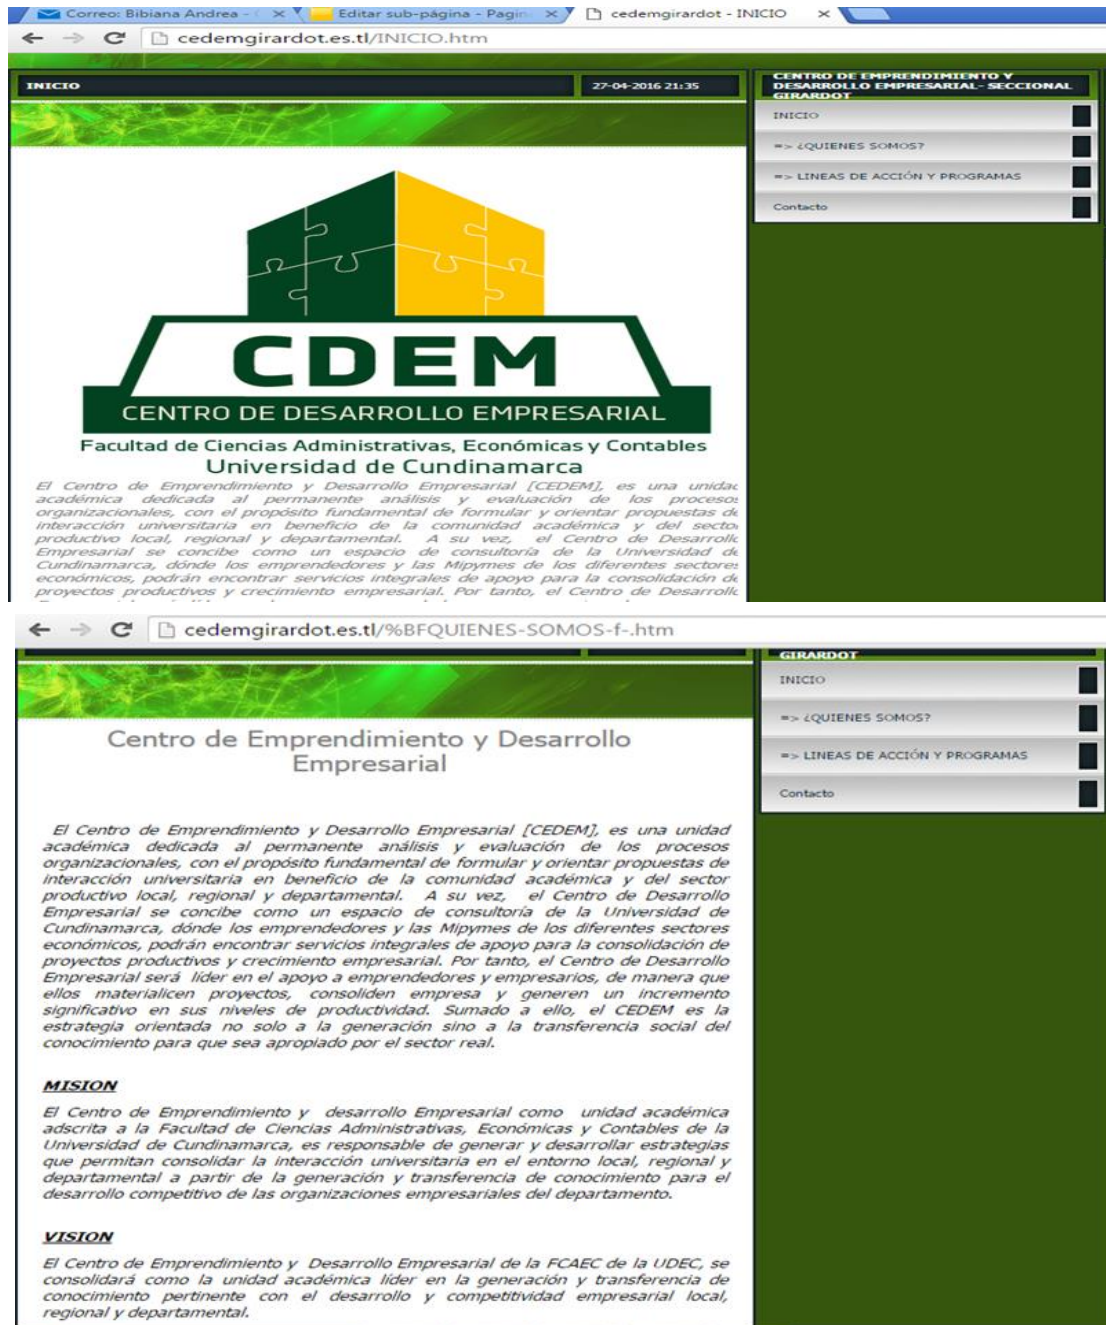 Correo: Bibiana Andrea - Editar sub-página - Pagin cedemgirardot - INICIO
cedemgirardot.es.tl/INICIO.htm
INICIO 27-04-2016 21:35
CENTRO DE EMPRENDIMIENTO Y
DESARROLLO EMPRESARIAL- SECCIONAL
GIRARDOT
INICIO
=> ¿QUIENES SOMOS?
=> LINEAS DE ACCIÓN Y PROGRAMAS
Contacto
CDEM
CENTRO DE DESARROLLO EMPRESARIAL
Facultad de Ciencias Administrativas, Económicas y Contables
Universidad de Cundinamarca
El Centro de Emprendimiento y Desarrollo Empresarial [CEDEM], es una unidad
académica dedicada al permanente análisis y evaluación de los procesos
organizacionales, con el propósito fundamental de formular y orientar propuestas de
interacción universitaria en beneficio de la comunidad académica y del sector
productivo local, regional y departamental. A su vez, el Centro de Desarrollo
Empresarial se concibe como un espacio de consultoría de la Universidad de
Cundinamarca, dónde los emprendedores y las Mipymes de los diferentes sectores
económicos, podrán encontrar servicios integrales de apoyo para la consolidación de
proyectos productivos y crecimiento empresarial. Por tanto, el Centro de Desarrollo
cedemgirardot.es.tl/%BFQUIENES-SOMOS-f-.htm
GIRARDOT
INICIO
=> ¿QUIENES SOMOS?
=> LINEAS DE ACCIÓN Y PROGRAMAS
Contacto
Centro de Emprendimiento y Desarrollo
Empresarial
El Centro de Emprendimiento y Desarrollo Empresarial [CEDEM], es una unidad
académica dedicada al permanente análisis y evaluación de los procesos
organizacionales, con el propósito fundamental de formular y orientar propuestas de
interacción universitaria en beneficio de la comunidad académica y del sector
productivo local, regional y departamental. A su vez, el Centro de Desarrollo
Empresarial se concibe como un espacio de consultoría de la Universidad de
Cundinamarca, dónde los emprendedores y las Mipymes de los diferentes sectores
económicos, podrán encontrar servicios integrales de apoyo para la consolidación de
proyectos productivos y crecimiento empresarial. Por tanto, el Centro de Desarrollo
Empresarial será líder en el apoyo a emprendedores y empresarios, de manera que
ellos materialicen proyectos, consoliden empresa y generen un incremento
significativo en sus niveles de productividad. Sumado a ello, el CEDEM es la
estrategia orientada no solo a la generación sino a la transferencia social del
conocimiento para que sea apropiado por el sector real.
MISION
El Centro de Emprendimiento y desarrollo Empresarial como unidad académica
adscrita a la Facultad de Ciencias Administrativas, Económicas y Contables de la
Universidad de Cundinamarca, es responsable de generar y desarrollar estrategias
que permitan consolidar la interacción universitaria en el entorno local, regional y
departamental a partir de la generación y transferencia de conocimiento para el
desarrollo competitivo de las organizaciones empresariales del departamento.
VISION
El Centro de Emprendimiento y Desarrollo Empresarial de la FCAEC de la UDEC, se
consolidará como la unidad académica líder en la generación y transferencia de
conocimiento pertinente con el desarrollo y competitividad empresarial local,
regional y departamental.